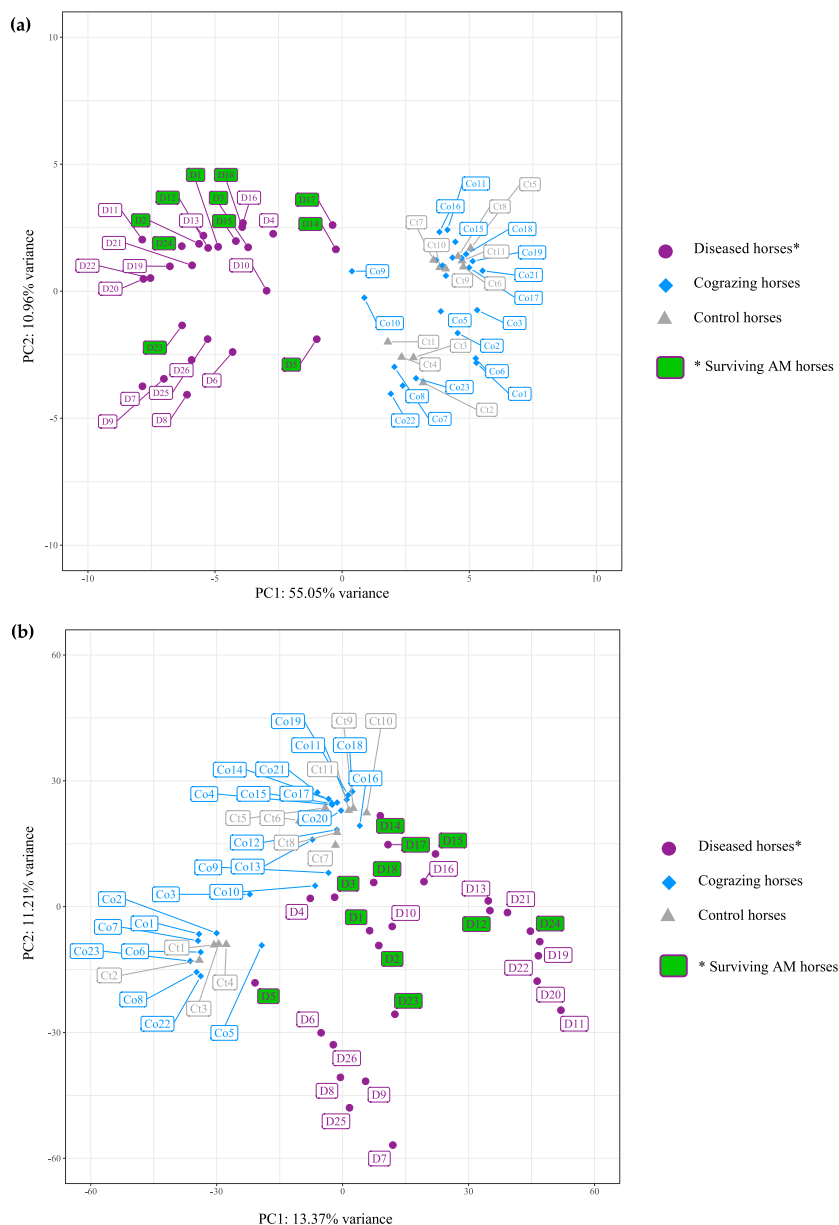 (a)
10
5
0
-5
-10
PC2: 10.96% variance
-10
-5
0
5
10
PC1: 55.05% variance
D1
D18
D12
D3
D16
D17
D11
D2
D13
D15
D4
D14
D21
D24
D22
D19
D10
D20
D23
D5
D26
D6
D7
D25
D9
D8
Co11
Ct5
Co16
Ct8
Ct7
Co15
Co18
Ct10
Ct11
Co19
Co9
Ct9
Co21
Ct6
Co17
Co10
Co5
Co3
Ct1
Ct3
Co2
Ct4
Co6
Co23
Co1
Co8
Ct2
Co22
Co7
Diseased horses*
Cograzing horses
Control horses
* Surviving AM horses
(b)
60
30
0
-30
-60
PC2: 11.21% variance
-60
-30
0
30
60
PC1: 13.37% variance
Co19
Ct9
Ct10
Co11
Co18
Co14
Co21
Ct11
Co16
Co4
Co15
Co17
Ct5
Ct6
Co20
D14
Co12
Ct8
D17
D15
Ct7
Co9
Co13
D18
D16
Co3
Co10
D3
D13
D21
Co2
D4
D1
D10
D12
D24
Co7
Co1
Co23
Co6
Ct1
D2
D22
D19
Ct2
Ct4
D20
Co8
Ct3
D5
D23
D11
Co22
Co5
D6
D26
D8
D9
D25
D7
Diseased horses*
Cograzing horses
Control horses
* Surviving AM horses